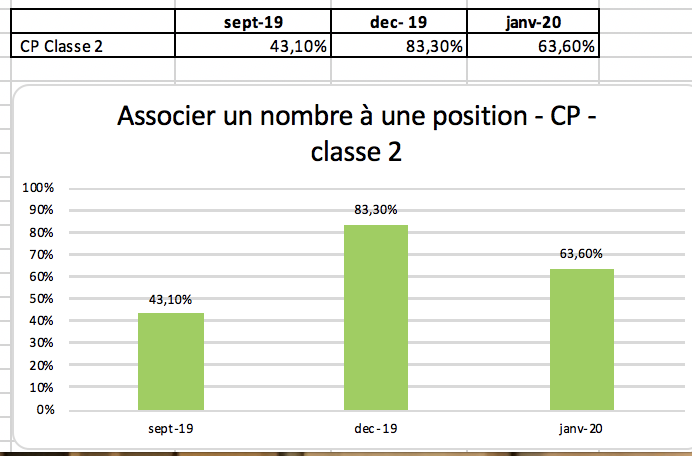 sept-19 dec- 19 janv-20
CP Classe 2 43,10% 83,30% 63,60%
Associer un nombre à une position - CP -
classe 2
100%
90%
80%
70%
60%
50%
40%
30%
20%
10%
0%
43,10%
83,30%
63,60%
sept-19 dec-19 janv-20